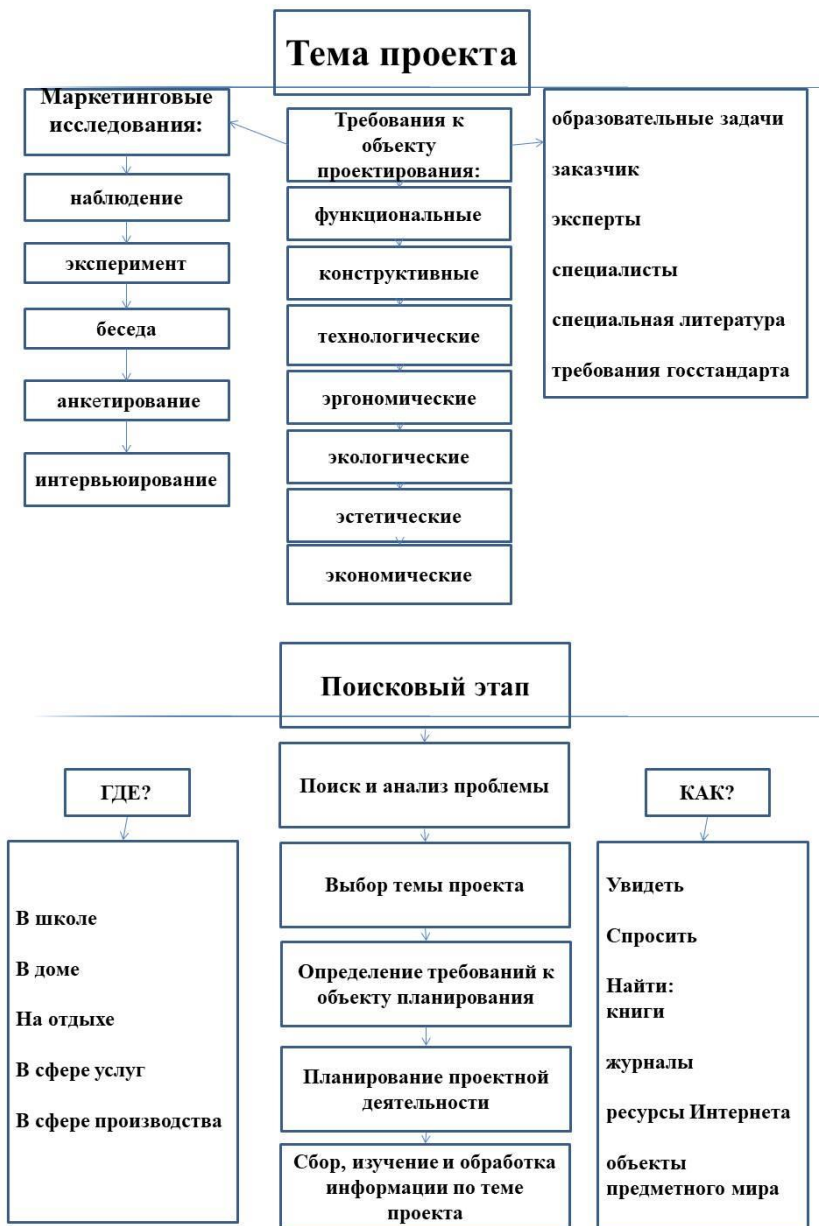 Тема проекта
Маркетинговые
исследования:
наблюдение
эксперимент
беседа
анкетирование
интервьюирование
Требования к
объекту
проектирования:
функциональные
конструктивные
технологические
эргономические
экологические
эстетические
экономические
образовательные задачи
заказчик
эксперты
специалисты
специальная литература
требования госстандарта
Поисковый этап
ГДЕ?
В школе
В доме
На отдыхе
В сфере услуг
В сфере производства
Поиск и анализ проблемы
Выбор темы проекта
Определение требований к
объекту планирования
Планирование проектной
деятельности
Сбор, изучение и обработка
информации по теме
проекта
КАК?
Увидеть
Спросить
Найти:
книги
журналы
ресурсы Интернета
объекты
предметного мира